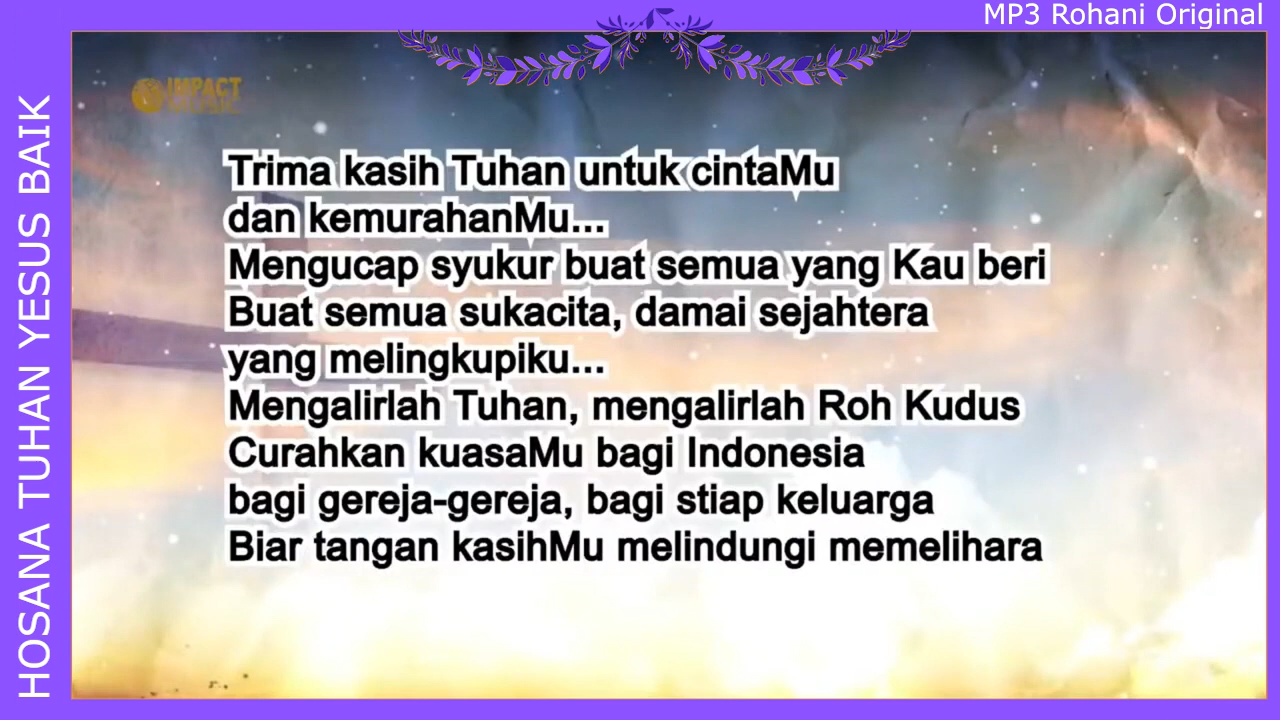 MP3 Rohani Original
HOSANA TUHAN YESUS BAIK
IMPACT
Trima kasih Tuhan untuk cintaMu
dan kemurahanMu...
Mengucap syukur buat semua yang Kau beri
Buat semua sukacita, damai sejahtera
yang melingkupiku...
Mengalirlah Tuhan, mengalirlah Roh Kudus
Curahkan kuasaMu bagi Indonesia
bagi gereja-gereja, bagi stiap keluarga
Biar tangan kasihMu melindungi memelihara